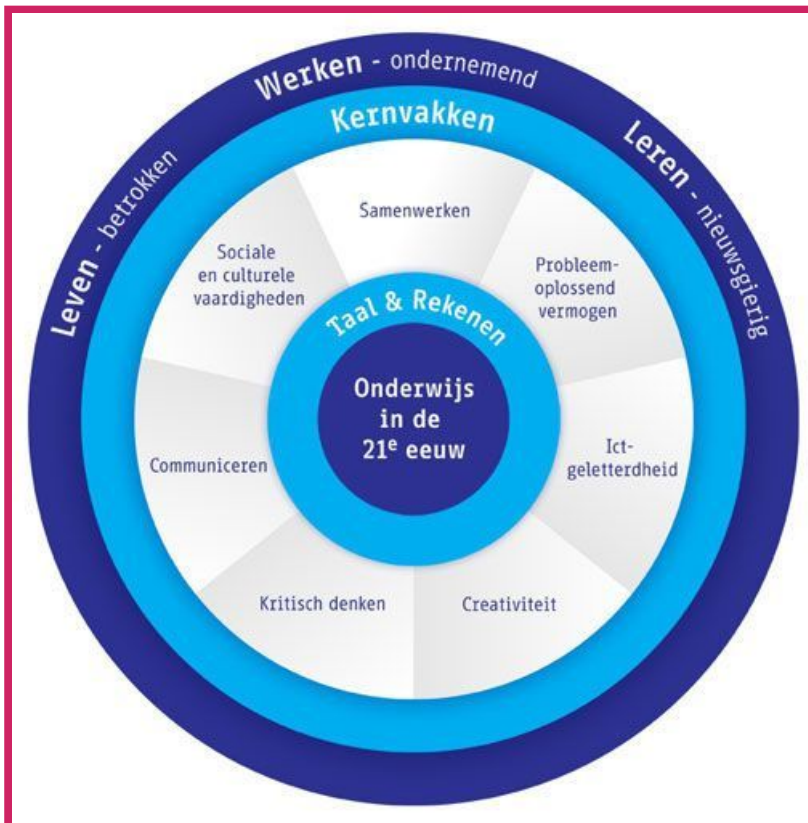 Werken - ondernemend
Leren - nieuwsgierig
Leven - betrokken
Kernvakken
Samenwerken
Probleem-
oplossend
vermogen
Ict-
geletterdheid
Creativiteit
Kritisch denken
Communiceren
Sociale
en culturele
vaardigheden
Taal & Rekenen
Onderwijs
in de
21e eeuw